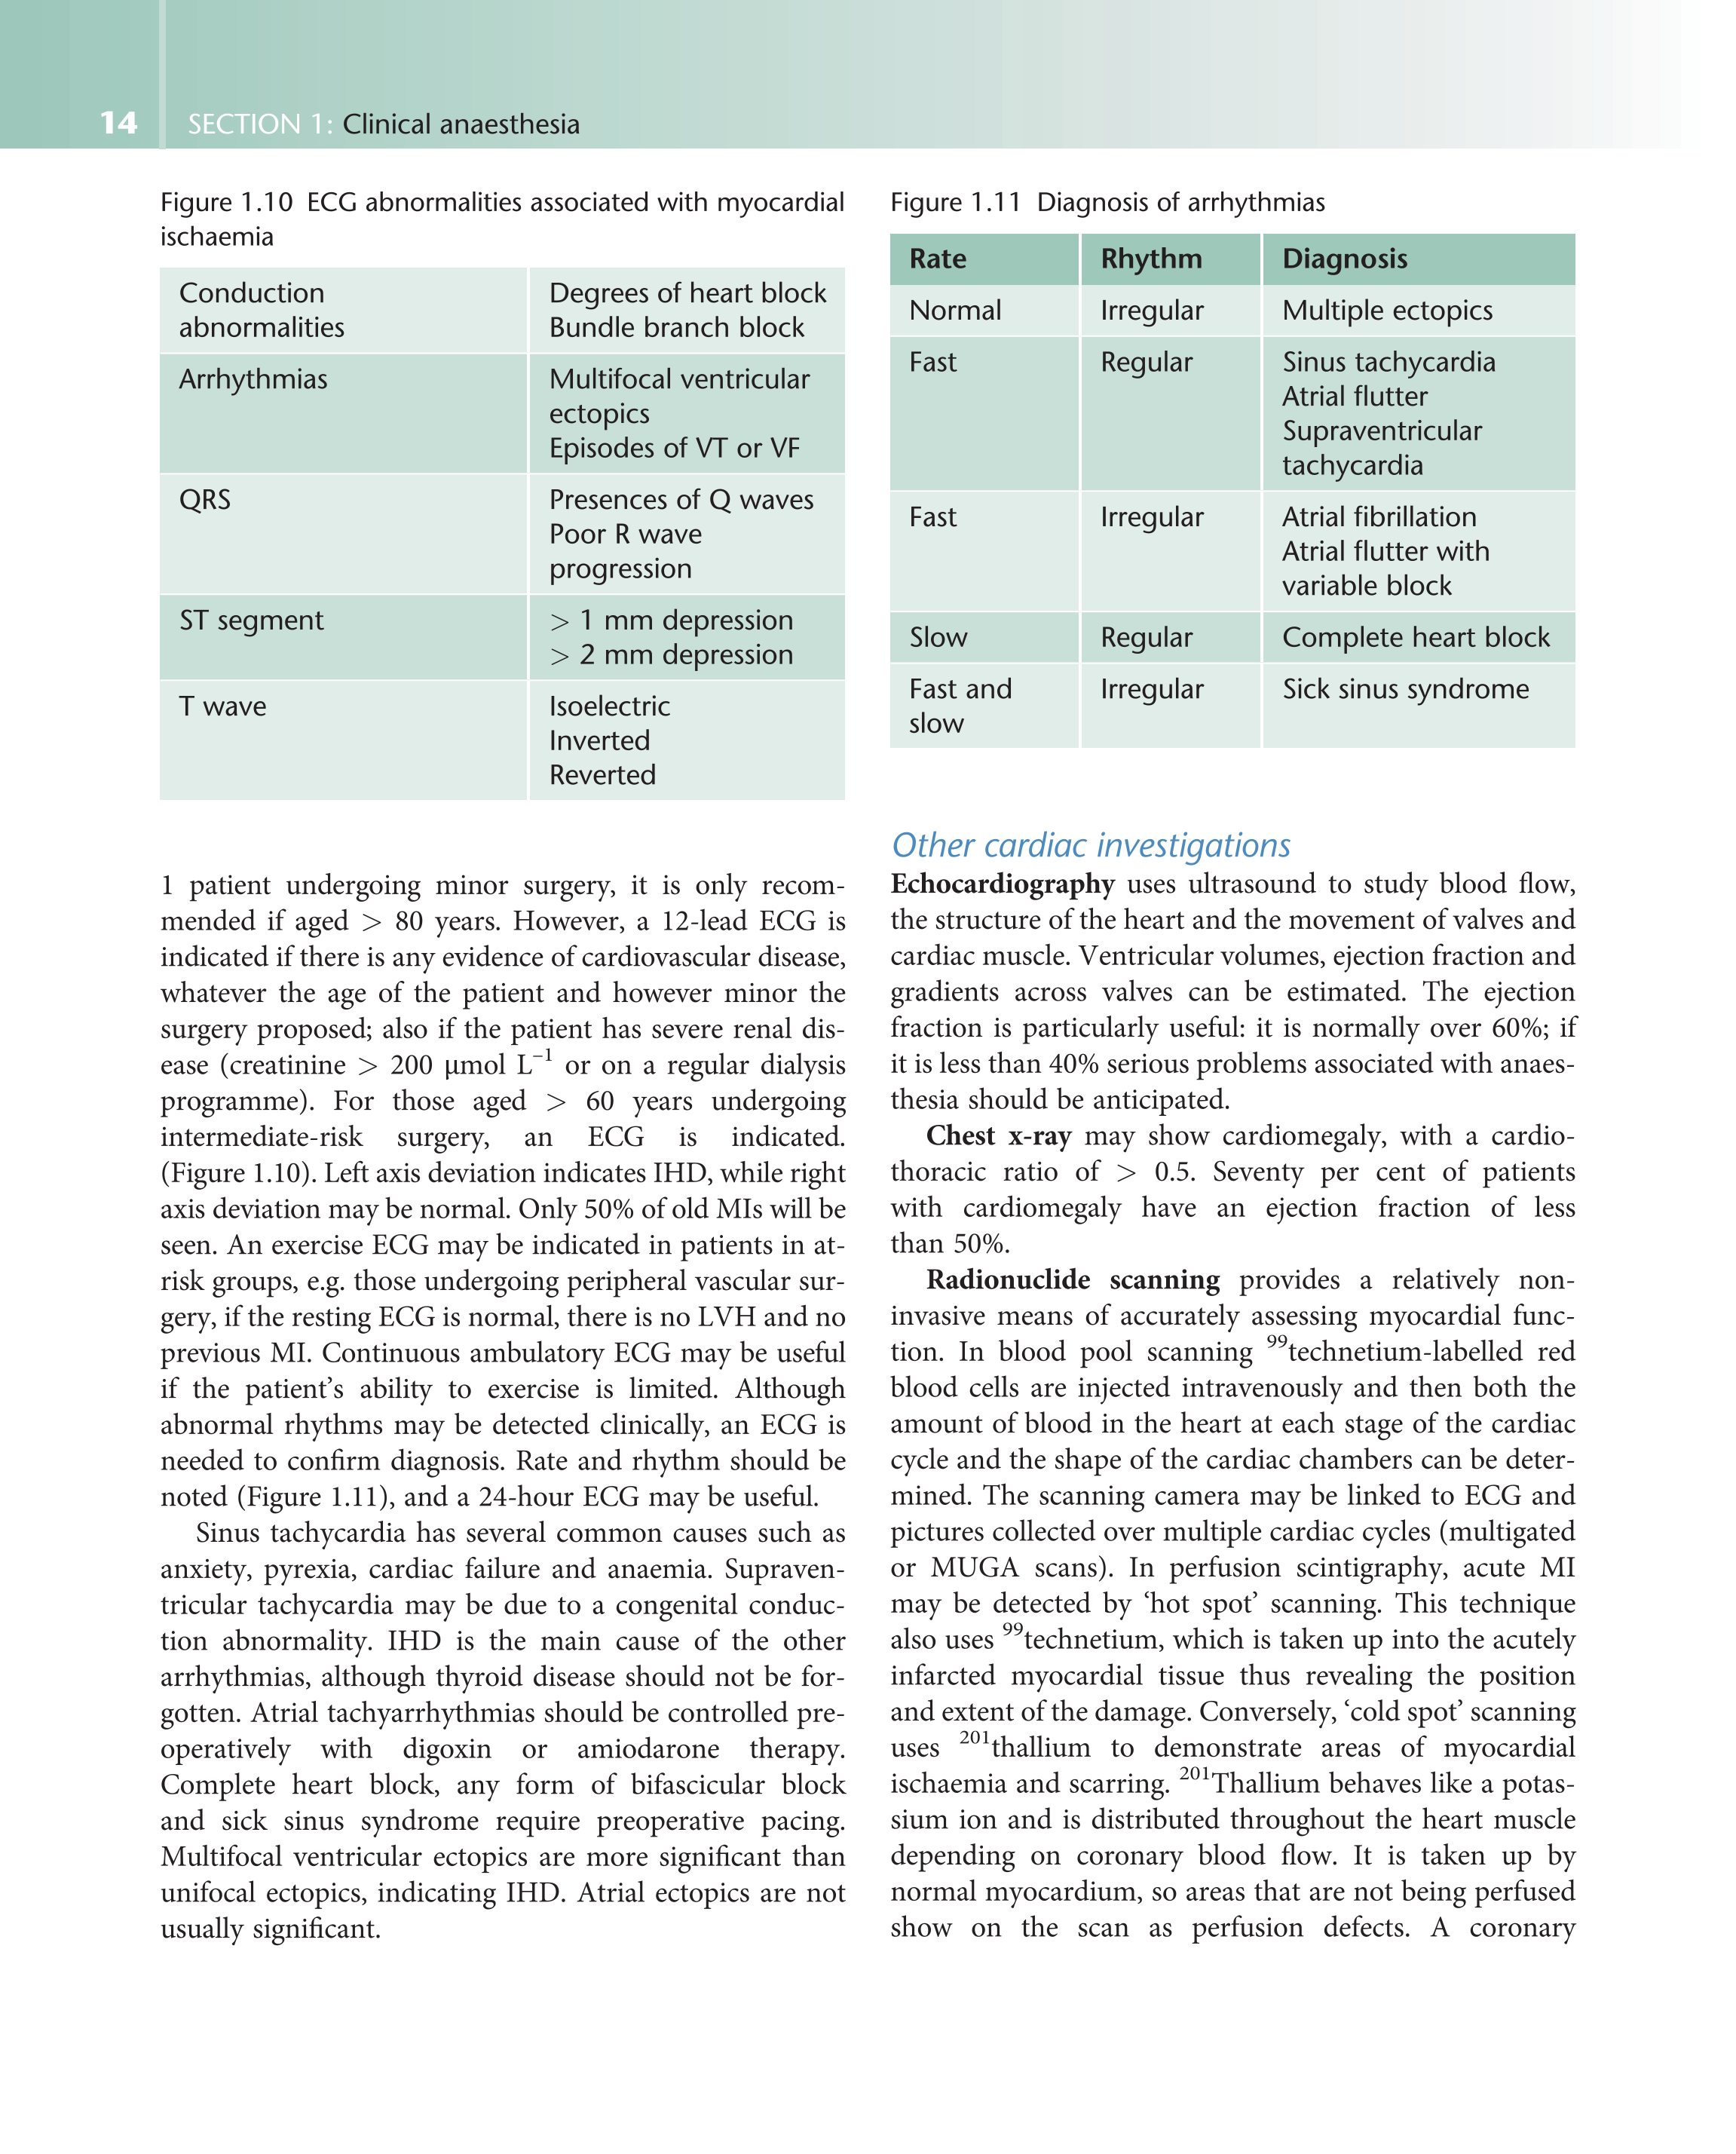 14 SECTION 1: Clinical anaesthesia
Figure 1.10 ECG abnormalities associated with myocardial
ischaemia
Conduction Degrees of heart block
abnormalities Bundle branch block
Arrhythmias Multifocal ventricular
ectopics
Episodes of VT or VF
QRS Presences of Q waves
Poor R wave
progression
ST segment > 1 mm depression
> 2 mm depression
T wave Isoelectric
Inverted
Reverted
1 patient undergoing minor surgery, it is only recom-
mended if aged > 80 years. However, a 12-lead ECG is
indicated if there is any evidence of cardiovascular disease,
whatever the age of the patient and however minor the
surgery proposed; also if the patient has severe renal dis-
ease (creatinine > 200 μmol L⁻¹ or on a regular dialysis
programme). For those aged > 60 years undergoing
intermediate-risk surgery, an ECG is indicated.
(Figure 1.10). Left axis deviation indicates IHD, while right
axis deviation may be normal. Only 50% of old MIs will be
seen. An exercise ECG may be indicated in patients in at-
risk groups, e.g. those undergoing peripheral vascular sur-
gery, if the resting ECG is normal, there is no LVH and no
previous MI. Continuous ambulatory ECG may be useful
if the patient's ability to exercise is limited. Although
abnormal rhythms may be detected clinically, an ECG is
needed to confirm diagnosis. Rate and rhythm should be
noted (Figure 1.11), and a 24-hour ECG may be useful.
Sinus tachycardia has several common causes such as
anxiety, pyrexia, cardiac failure and anaemia. Supraven-
tricular tachycardia may be due to a congenital conduc-
tion abnormality. IHD is the main cause of the other
arrhythmias, although thyroid disease should not be for-
gotten. Atrial tachyarrhythmias should be controlled pre-
operatively with digoxin or amiodarone therapy.
Complete heart block, any form of bifascicular block
and sick sinus syndrome require preoperative pacing.
Multifocal ventricular ectopics are more significant than
unifocal ectopics, indicating IHD. Atrial ectopics are not
usually significant.
Figure 1.11 Diagnosis of arrhythmias
Rate Rhythm Diagnosis
Normal Irregular Multiple ectopics
Fast Regular Sinus tachycardia
Atrial flutter
Supraventricular
tachycardia
Fast Irregular Atrial fibrillation
Atrial flutter with
variable block
Slow Regular Complete heart block
Fast and Irregular Sick sinus syndrome
slow
Other cardiac investigations
Echocardiography uses ultrasound to study blood flow,
the structure of the heart and the movement of valves and
cardiac muscle. Ventricular volumes, ejection fraction and
gradients across valves can be estimated. The ejection
fraction is particularly useful: it is normally over 60%; if
it is less than 40% serious problems associated with anaes-
thesia should be anticipated.
Chest x-ray may show cardiomegaly, with a cardio-
thoracic ratio of > 0.5. Seventy per cent of patients
with cardiomegaly have an ejection fraction of less
than 50%.
Radionuclide scanning provides a relatively non-
invasive means of accurately assessing myocardial func-
tion. In blood pool scanning ⁹⁹technetium-labelled red
blood cells are injected intravenously and then both the
amount of blood in the heart at each stage of the cardiac
cycle and the shape of the cardiac chambers can be deter-
mined. The scanning camera may be linked to ECG and
pictures collected over multiple cardiac cycles (multigated
or MUGA scans). In perfusion scintigraphy, acute MI
may be detected by 'hot spot' scanning. This technique
also uses ⁹⁹technetium, which is taken up into the acutely
infarcted myocardial tissue thus revealing the position
and extent of the damage. Conversely, 'cold spot' scanning
uses ²⁰¹thallium to demonstrate areas of myocardial
ischaemia and scarring. ²⁰¹Thallium behaves like a potas-
sium ion and is distributed throughout the heart muscle
depending on coronary blood flow. It is taken up by
normal myocardium, so areas that are not being perfused
show on the scan as perfusion defects. A coronary